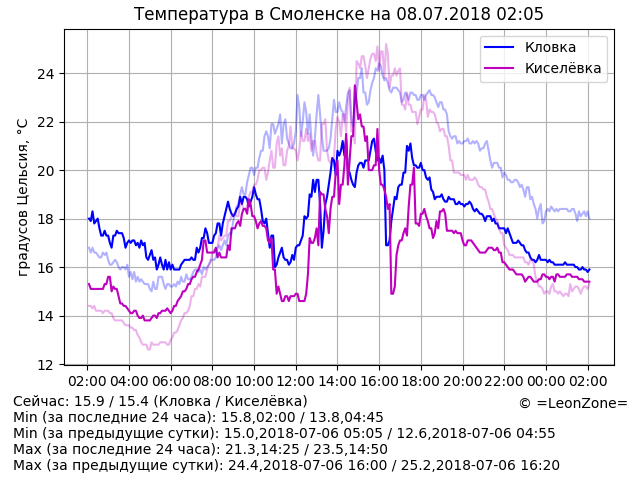 Температура в Смоленске на 08.07.2018 02:05
Кловка
Киселёвка
градусов Цельсия, °C
24
22
20
18
16
14
12
02:00 04:00 06:00 08:00 10:00 12:00 14:00 16:00 18:00 20:00 22:00 00:00 02:00
Сейчас: 15.9 / 15.4 (Кловка / Киселёвка)
© =LeonZone=
Min (за последние 24 часа): 15.8,02:00 / 13.8,04:45
Min (за предыдущие сутки): 15.0,2018-07-06 05:05 / 12.6,2018-07-06 04:55
Max (за последние 24 часа): 21.3,14:25 / 23.5,14:50
Max (за предыдущие сутки): 24.4,2018-07-06 16:00 / 25.2,2018-07-06 16:20